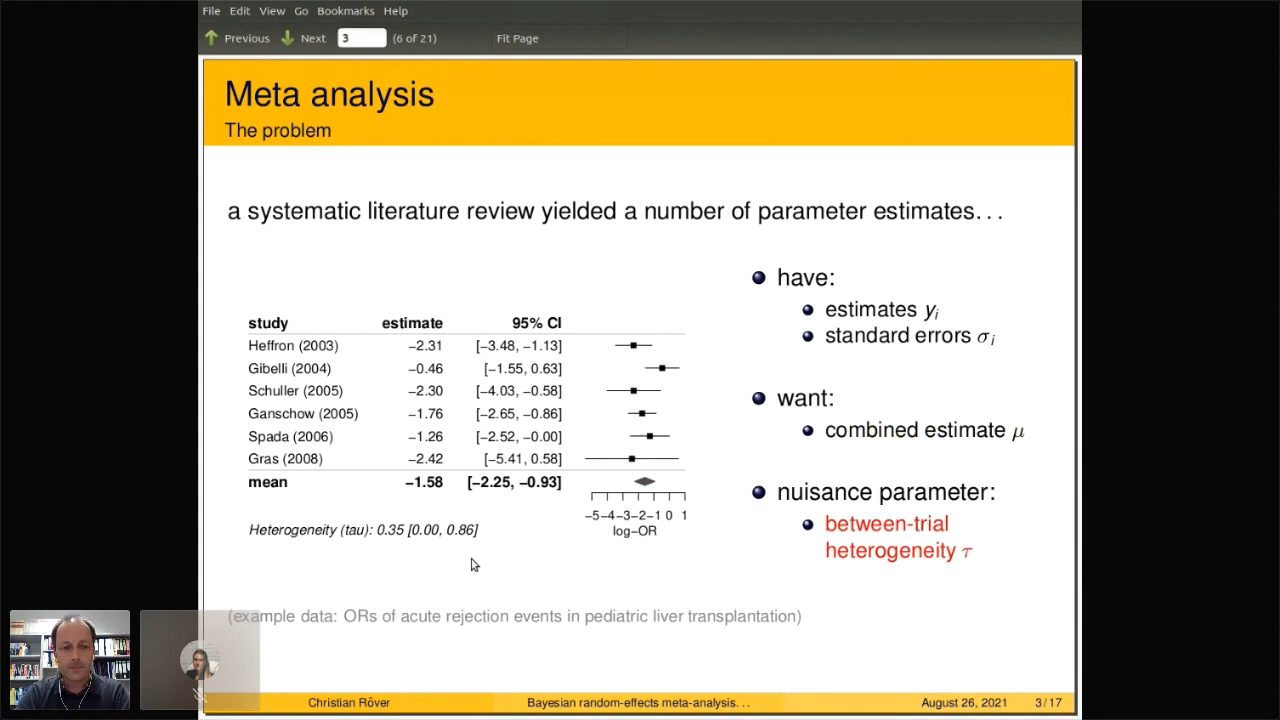 File Edit View Go Bookmarks Help
Previous Next 3 (6 of 21) Fit Page
Meta analysis
The problem
a systematic literature review yielded a number of parameter estimates. . .
study estimate 95% CI
Heffron (2003) −2.31 [−3.48, −1.13]
Gibelli (2004) −0.46 [−1.55, 0.63]
Schuller (2005) −2.30 [−4.03, −0.58]
Ganschow (2005) −1.76 [−2.65, −0.86]
Spada (2006) −1.26 [−2.52, −0.00]
Gras (2008) −2.42 [−5.41, 0.58]
mean −1.58 [−2.25, −0.93]
−5 −4 −3 −2 −1 0 1
log−OR
Heterogeneity (tau): 0.35 [0.00, 0.86]
have:
estimates yᵢ
standard errors σᵢ
want:
combined estimate μ
nuisance parameter:
between-trial
heterogeneity τ
(example data: ORs of acute rejection events in pediatric liver transplantation)
Christian Röver Bayesian random-effects meta-analysis. . . August 26, 2021 3 / 17